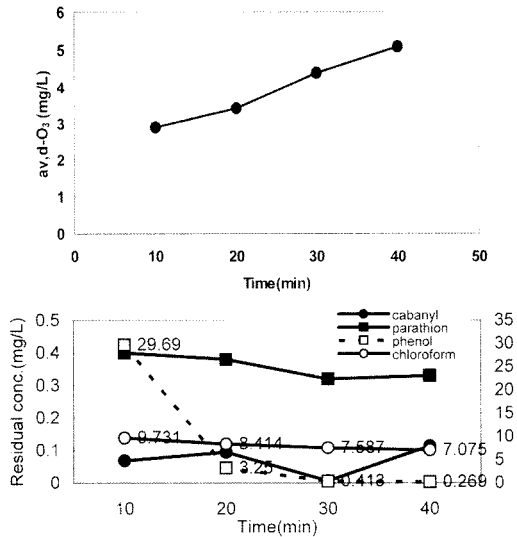 6
5
4
3
2
1
0
av,d-O3 (mg/L)
0 10 20 30 40 50
Time(min)
cabanyl
parathion
phenol
chloroform
0.5
0.4
0.3
0.2
0.1
0
Residual conc.(mg/L)
35
30
25
20
15
10
5
0
29.69
9.731 8.414 7.587 7.075
3.25 0.413 0.269
10 20 30 40
Time(min)